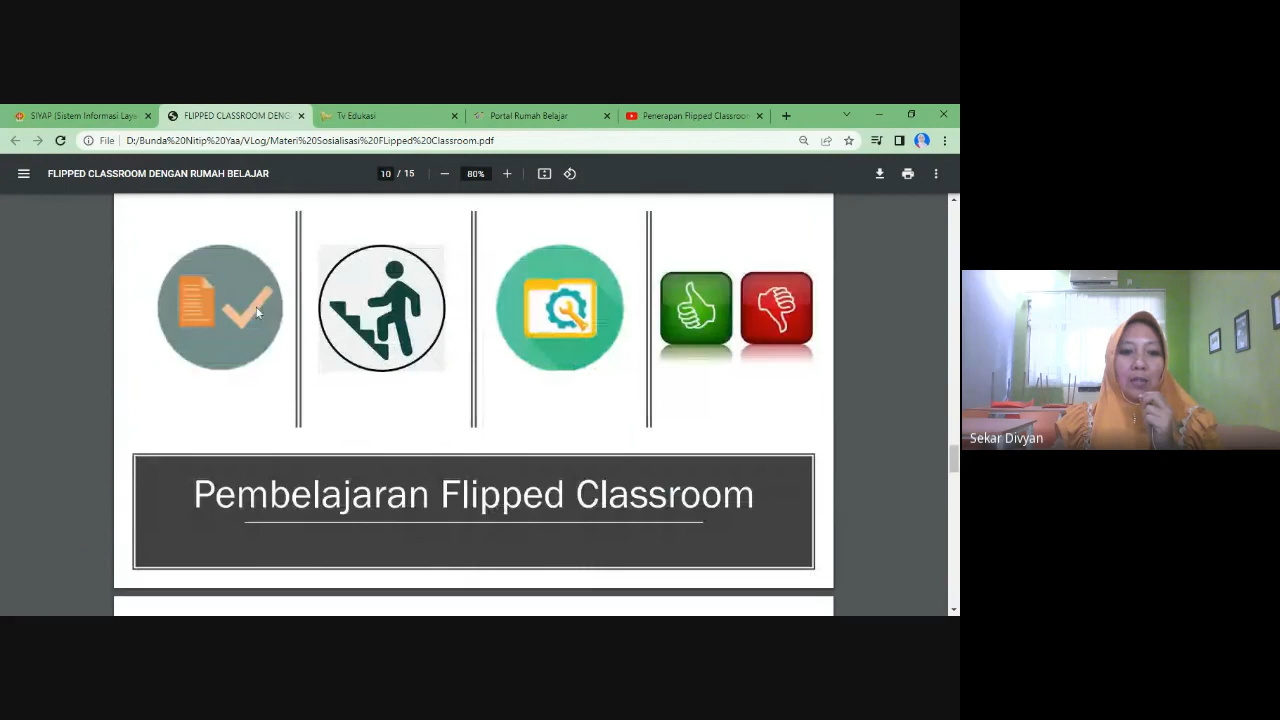 SIYAP (Sistem Informasi Laya
FLIPPED CLASSROOM DENG
Tv Edukasi
Portal Rumah Belajar
Penerapan Flipped Classroom
File
D:/Bunda%20Nitip%20Yaa/VLog/Materi%20Sosialisasi%20FLipped%20Classroom.pdf
FLIPPED CLASSROOM DENGAN RUMAH BELAJAR
10 / 15
80%
Pembelajaran Flipped Classroom
Sekar Divyan